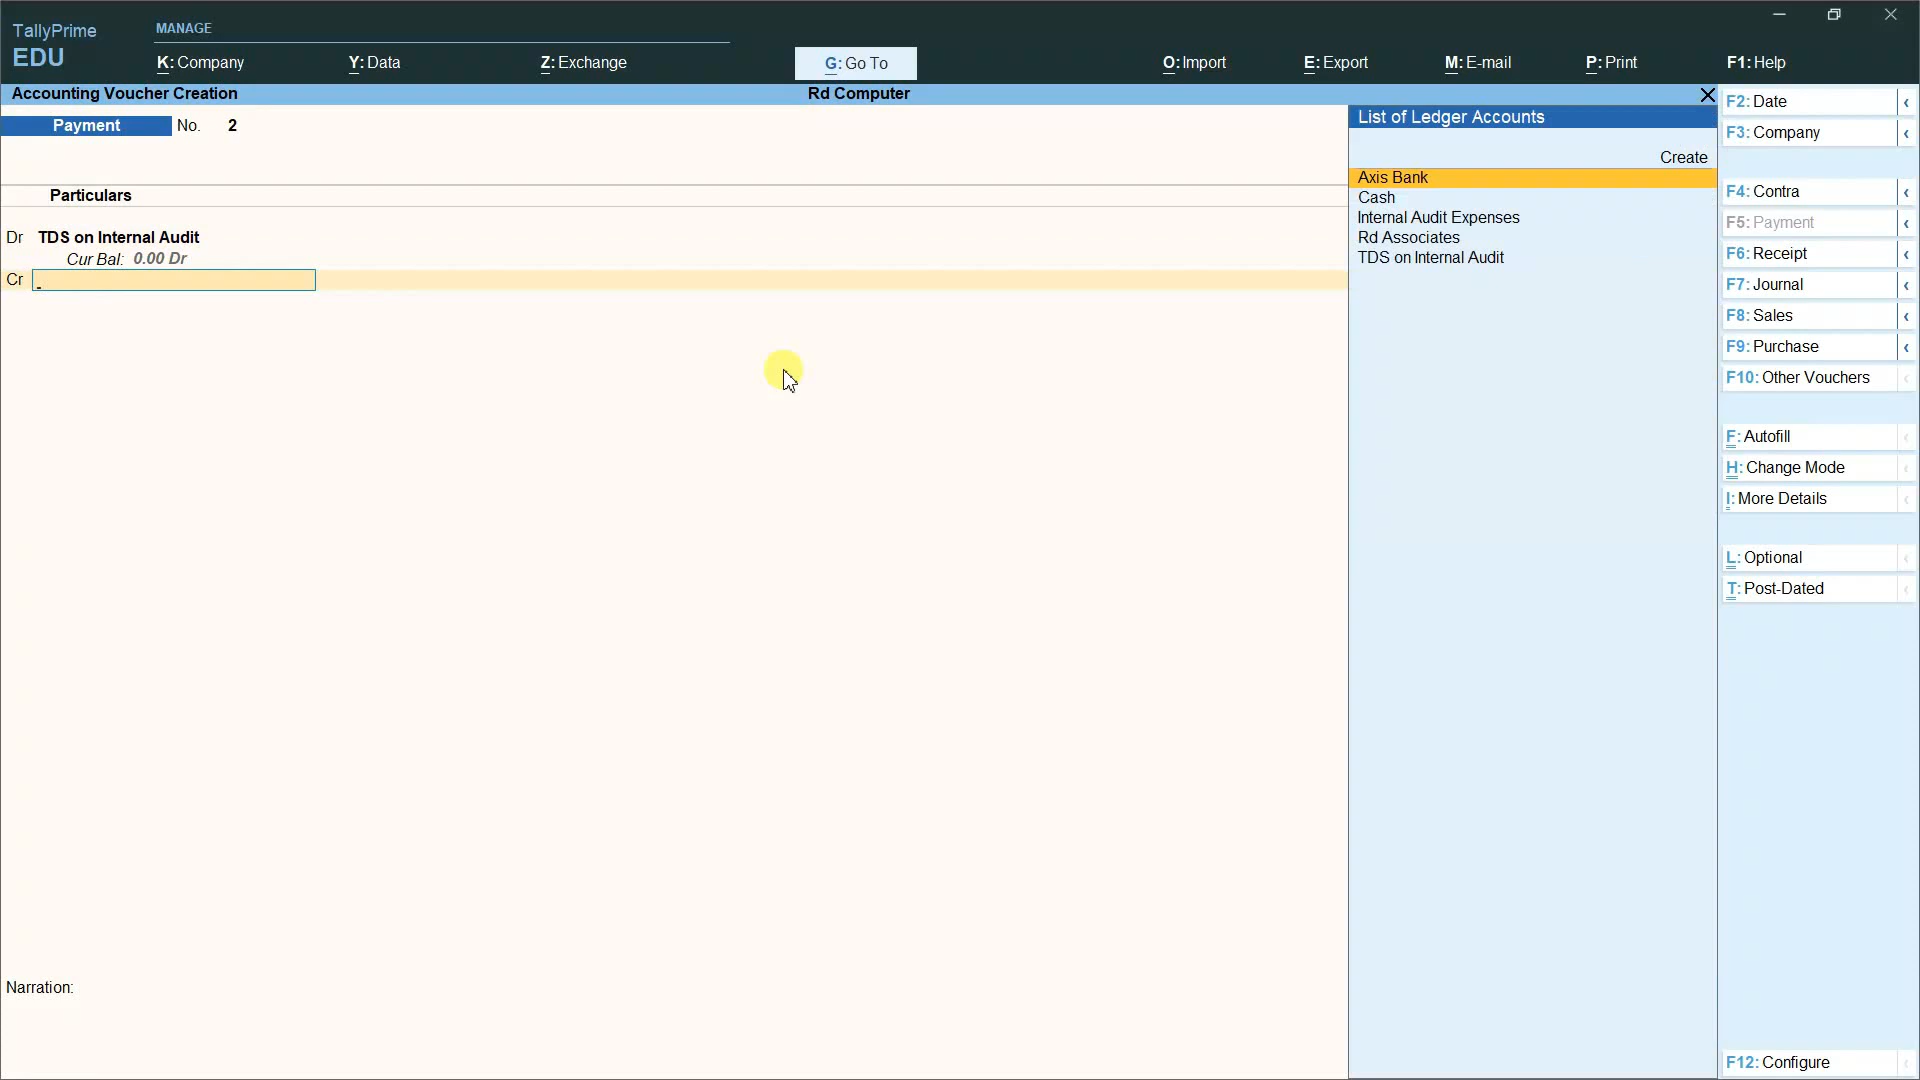 TallyPrime
EDU
MANAGE
K: Company
Y: Data
Z: Exchange
G: Go To
O: Import
E: Export
M: E-mail
P: Print
F1: Help
Accounting Voucher Creation
Rd Computer
Payment No. 2
Particulars
Dr TDS on Internal Audit
Cur Bal: 0.00 Dr
Cr
Narration:
List of Ledger Accounts
Create
Axis Bank
Cash
Internal Audit Expenses
Rd Associates
TDS on Internal Audit
F2: Date
F3: Company
F4: Contra
F5: Payment
F6: Receipt
F7: Journal
F8: Sales
F9: Purchase
F10: Other Vouchers
F: Autofill
H: Change Mode
I: More Details
L: Optional
T: Post-Dated
F12: Configure